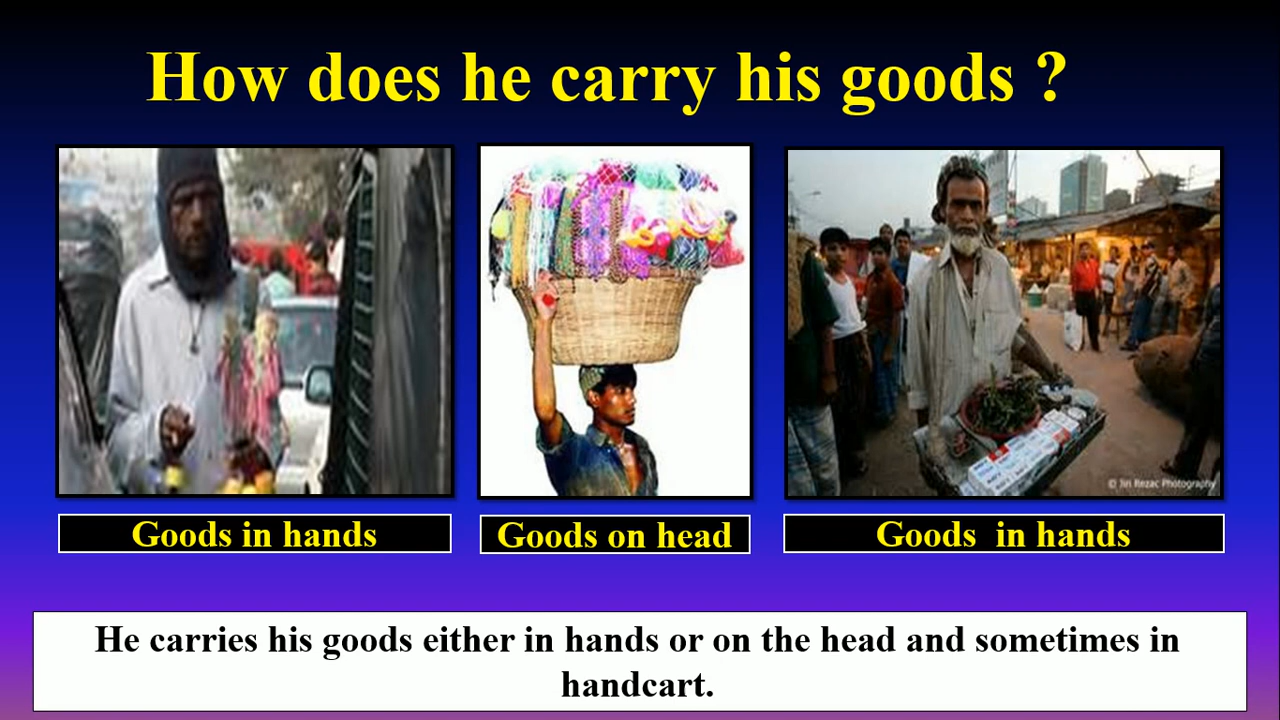 How does he carry his goods ?
© Jiri Rezac Photography
Goods in hands
Goods on head
Goods in hands
He carries his goods either in hands or on the head and sometimes in
handcart.